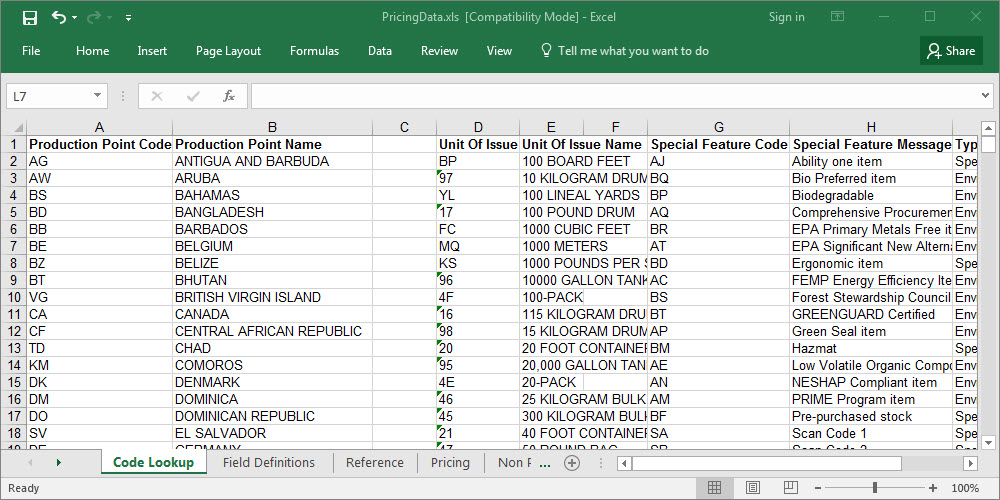 PricingData.xls [Compatibility Mode] - Excel Sign in
File Home Insert Page Layout Formulas Data Review View Tell me what you want to do Share
L7 fx
A B C D E F G H
1 Production Point Code Production Point Name Unit Of Issue Unit Of Issue Name Special Feature Code Special Feature Message Typ
2 AG ANTIGUA AND BARBUDA BP 100 BOARD FEET AJ Ability one item Spe
3 AW ARUBA 97 10 KILOGRAM DRUM BQ Bio Preferred item Env
4 BS BAHAMAS YL 100 LINEAL YARDS BP Biodegradable Env
5 BD BANGLADESH 17 100 POUND DRUM AQ Comprehensive Procuremen Env
6 BB BARBADOS FC 1000 CUBIC FEET BR EPA Primary Metals Free it Env
7 BE BELGIUM MQ 1000 METERS AT EPA Significant New Altern Env
8 BZ BELIZE KS 1000 POUNDS PER S BD Ergonomic item Spe
9 BT BHUTAN 96 10000 GALLON TANK AC FEMP Energy Efficiency Ite Env
10 VG BRITISH VIRGIN ISLAND 4F 100-PACK BS Forest Stewardship Council Env
11 CA CANADA 16 115 KILOGRAM DRUM BT GREENGUARD Certified Env
12 CF CENTRAL AFRICAN REPUBLIC 98 15 KILOGRAM DRUM AP Green Seal item Env
13 TD CHAD 20 20 FOOT CONTAINER BM Hazmat Spe
14 KM COMOROS 95 20,000 GALLON TAN AE Low Volatile Organic Compo Env
15 DK DENMARK 4E 20-PACK AN NESHAP Compliant item Env
16 DM DOMINICA 46 25 KILOGRAM BULK AM PRIME Program item Env
17 DO DOMINICAN REPUBLIC 45 300 KILOGRAM BULK BF Pre-purchased stock Spe
18 SV EL SALVADOR 21 40 FOOT CONTAINER SA Scan Code 1 Spe
Code Lookup Field Definitions Reference Pricing Non ...
Ready 100%